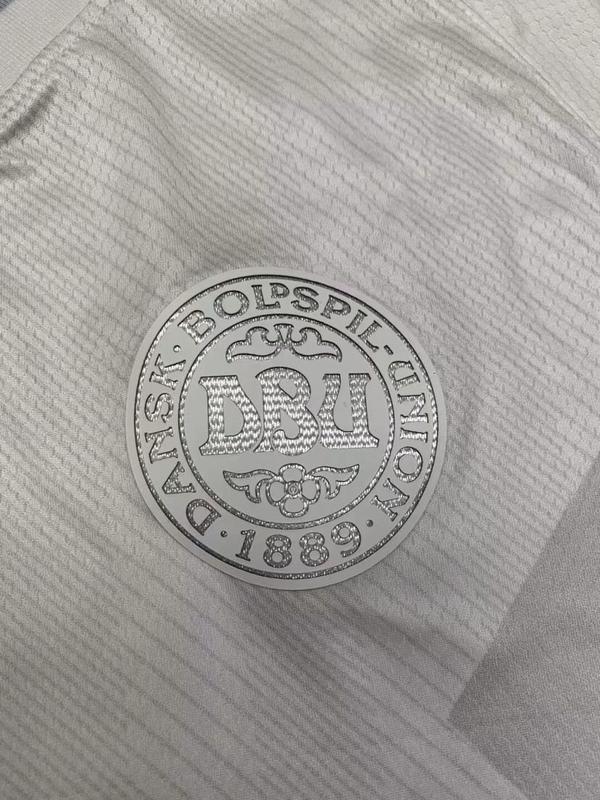 DANSK · BOLDSPIL-UNION
DBU
· 1889 ·